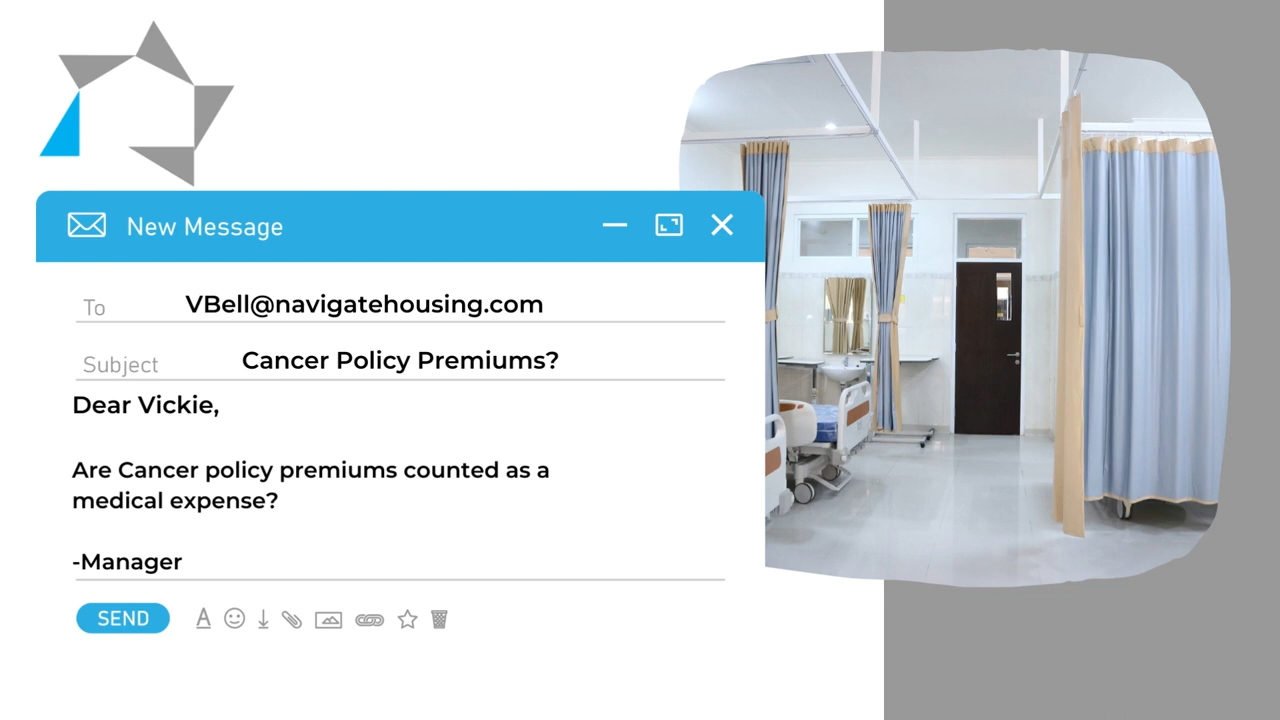 New Message
To VBell@navigatehousing.com
Subject Cancer Policy Premiums?
Dear Vickie,
Are Cancer policy premiums counted as a
medical expense?
-Manager
SEND A